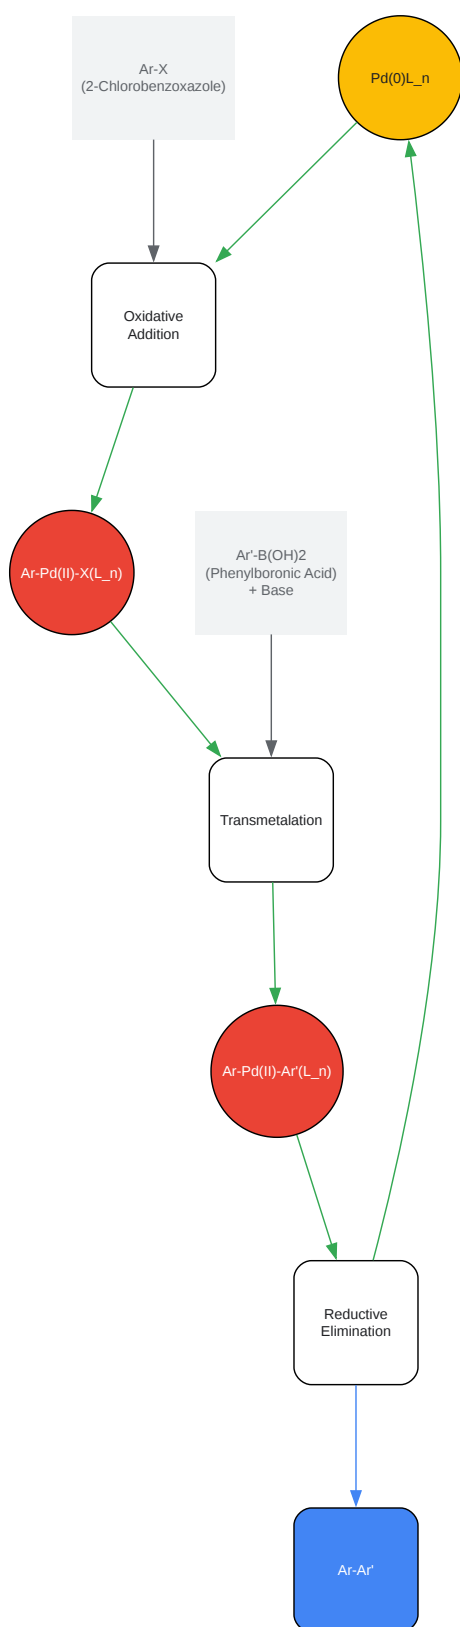 Ar-X
(2-Chlorobenzoxazole)
Pd(0)L_n
Oxidative
Addition
Ar-Pd(II)-X(L_n)
Ar'-B(OH)2
(Phenylboronic Acid)
+ Base
Transmetalation
Ar-Pd(II)-Ar'(L_n)
Reductive
Elimination
Ar-Ar'